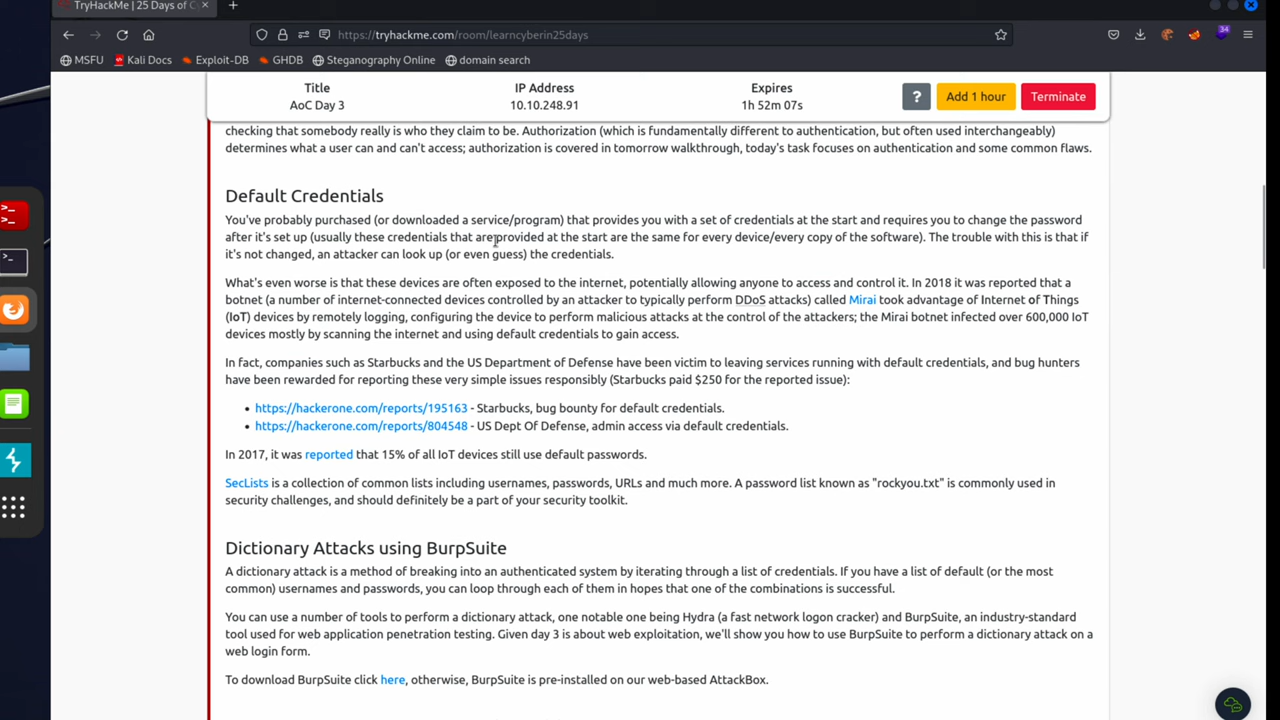 TryHackMe | 25 Days of C
https://tryhackme.com/room/learncyberin25days
34
MSFU
Kali Docs
Exploit-DB
GHDB
Steganography Online
domain search
Title
IP Address
Expires
AoC Day 3
10.10.248.91
1h 52m 07s
?
Add 1 hour
Terminate
checking that somebody really is who they claim to be. Authorization (which is fundamentally different to authentication, but often used interchangeably)
determines what a user can and can't access; authorization is covered in tomorrow walkthrough, today's task focuses on authentication and some common flaws.
Default Credentials
You've probably purchased (or downloaded a service/program) that provides you with a set of credentials at the start and requires you to change the password
after it's set up (usually these credentials that are provided at the start are the same for every device/every copy of the software). The trouble with this is that if
it's not changed, an attacker can look up (or even guess) the credentials.
What's even worse is that these devices are often exposed to the internet, potentially allowing anyone to access and control it. In 2018 it was reported that a
botnet (a number of internet-connected devices controlled by an attacker to typically perform DDoS attacks) called Mirai took advantage of Internet of Things
(IoT) devices by remotely logging, configuring the device to perform malicious attacks at the control of the attackers; the Mirai botnet infected over 600,000 IoT
devices mostly by scanning the internet and using default credentials to gain access.
In fact, companies such as Starbucks and the US Department of Defense have been victim to leaving services running with default credentials, and bug hunters
have been rewarded for reporting these very simple issues responsibly (Starbucks paid $250 for the reported issue):
• https://hackerone.com/reports/195163 - Starbucks, bug bounty for default credentials.
• https://hackerone.com/reports/804548 - US Dept Of Defense, admin access via default credentials.
In 2017, it was reported that 15% of all IoT devices still use default passwords.
SecLists is a collection of common lists including usernames, passwords, URLs and much more. A password list known as "rockyou.txt" is commonly used in
security challenges, and should definitely be a part of your security toolkit.
Dictionary Attacks using BurpSuite
A dictionary attack is a method of breaking into an authenticated system by iterating through a list of credentials. If you have a list of default (or the most
common) usernames and passwords, you can loop through each of them in hopes that one of the combinations is successful.
You can use a number of tools to perform a dictionary attack, one notable one being Hydra (a fast network logon cracker) and BurpSuite, an industry-standard
tool used for web application penetration testing. Given day 3 is about web exploitation, we'll show you how to use BurpSuite to perform a dictionary attack on a
web login form.
To download BurpSuite click here, otherwise, BurpSuite is pre-installed on our web-based AttackBox.